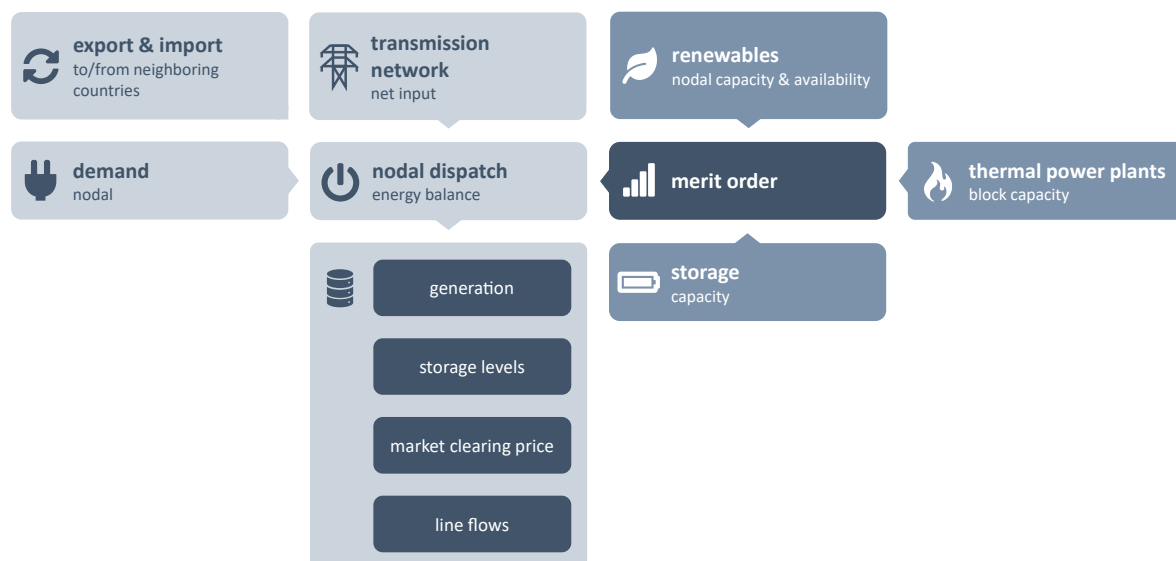 export & import
to/from neighboring
countries
transmission
network
net input
renewables
nodal capacity & availability
demand
nodal
nodal dispatch
energy balance
merit order
thermal power plants
block capacity
storage
capacity
generation
storage levels
market clearing price
line flows